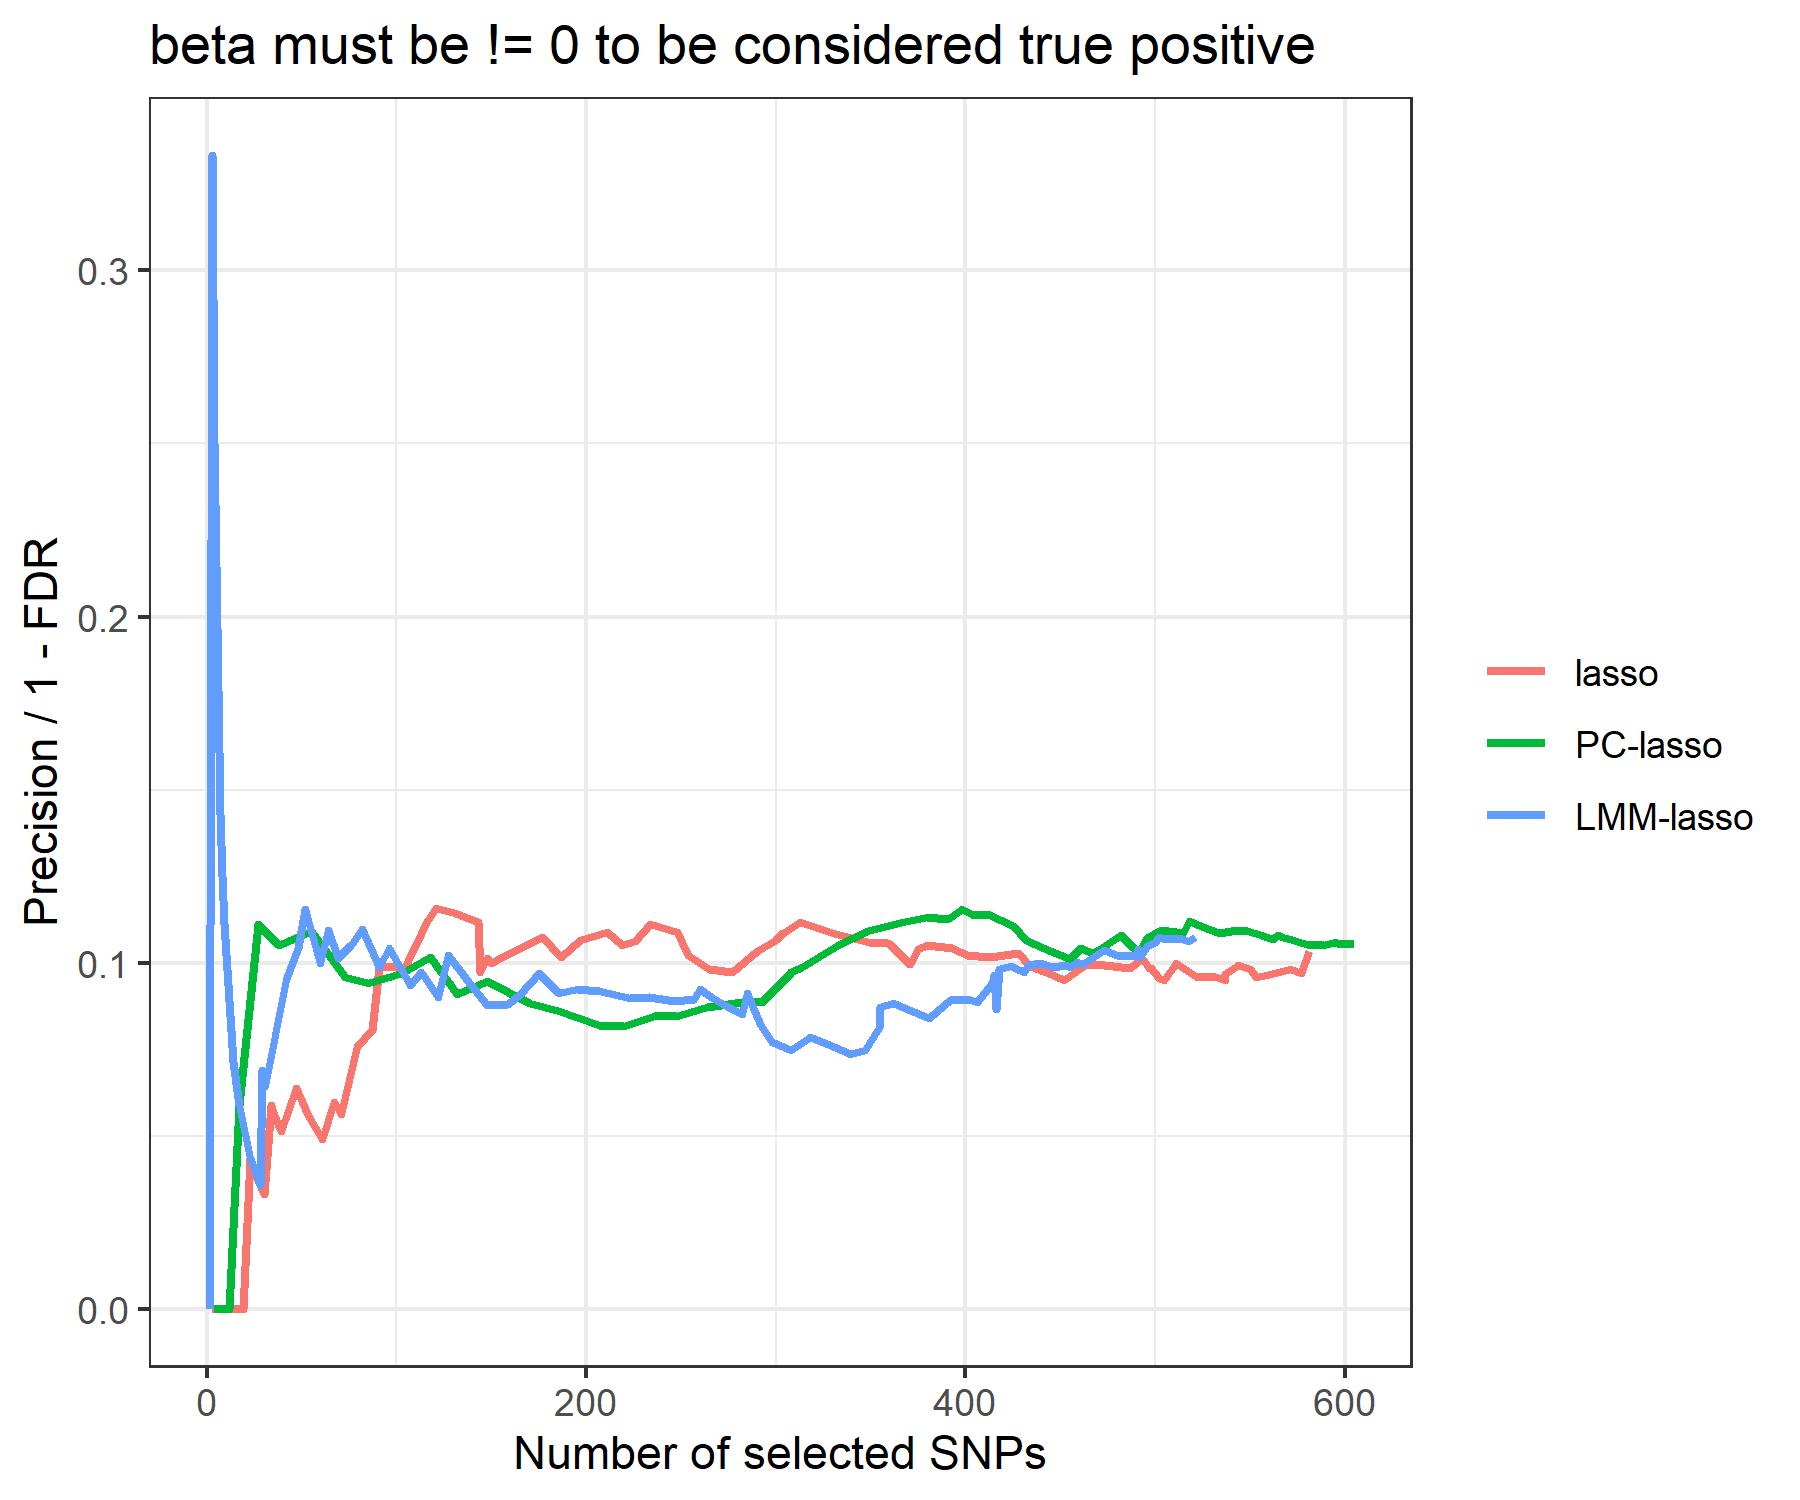 beta must be != 0 to be considered true positive
Precision / 1 - FDR
0.3
0.2
0.1
0.0
0
200
400
600
Number of selected SNPs
lasso
PC-lasso
LMM-lasso